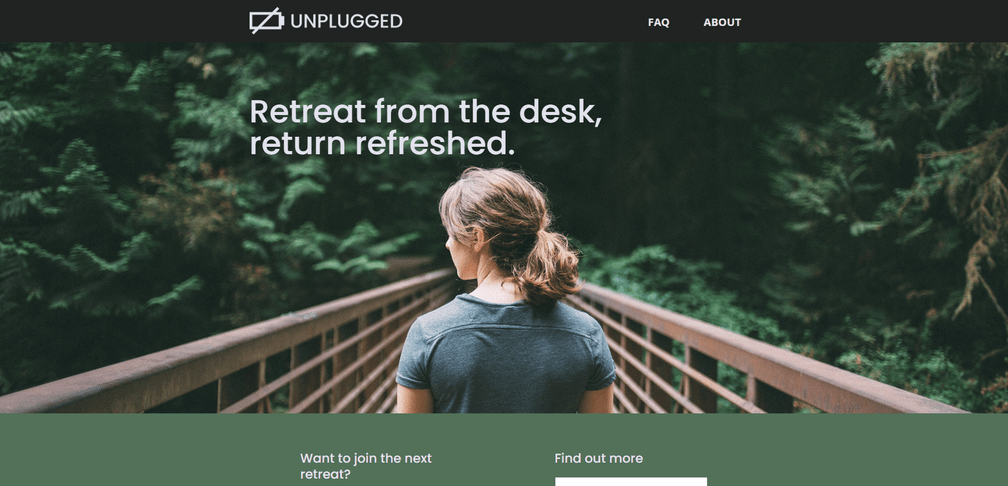 UNPLUGGED
FAQ
ABOUT
Retreat from the desk,
return refreshed.
Want to join the next
retreat?
Find out more